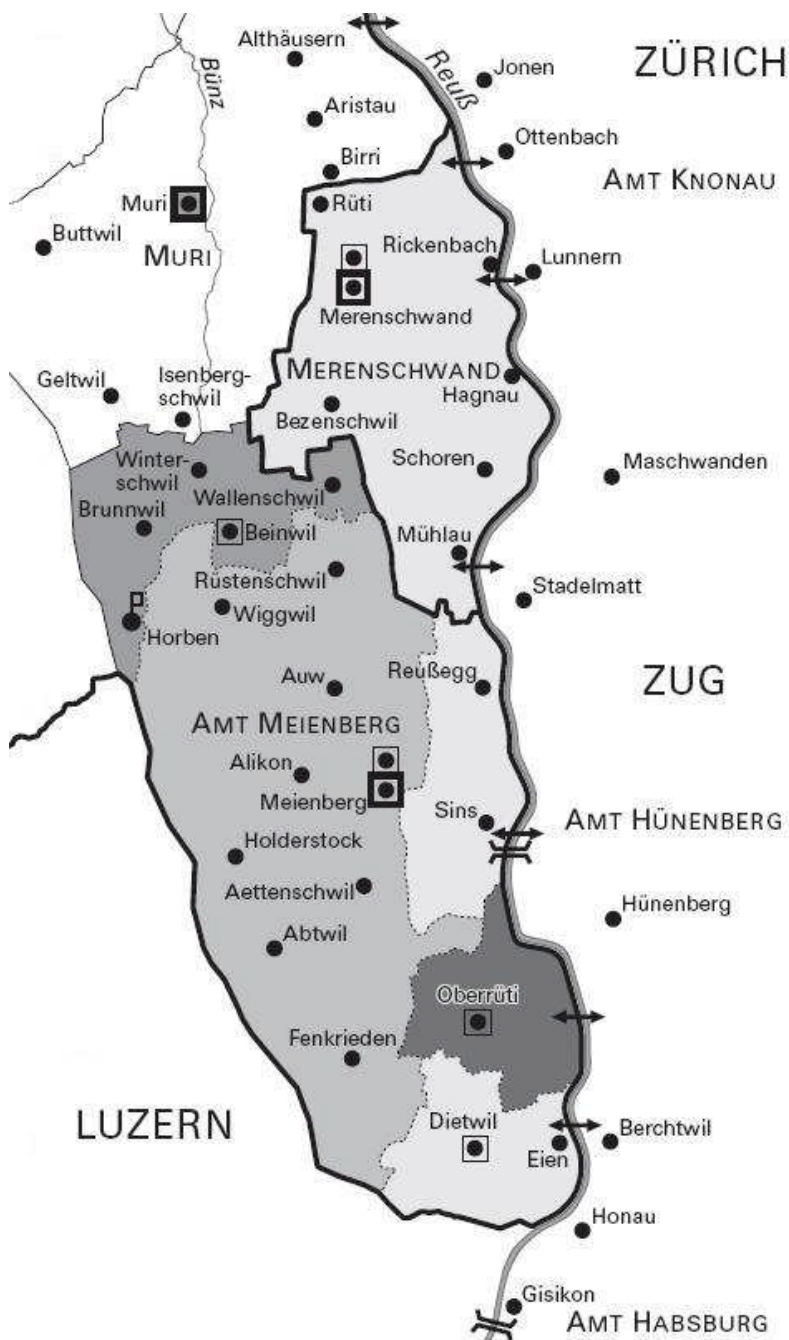 Althäusern
Reuß
Jonen
ZÜRICH
Bünz
Aristau
Ottenbach
Birri
AMT KNONAU
Muri
Rüti
Buttwil
MURI
Rickenbach
Lunnern
Merenschwand
MERENSCHWAND
Geltwil
Isenberg-
schwil
Hagnau
Bezenschwil
Winter-
schwil
Schoren
Maschwanden
Wallenschwil
Brunnwil
Beinwil
Mühlau
Rüstenschwil
Stadelmatt
Wiggwil
Horben
Auw
Reußegg
ZUG
AMT MEIENBERG
Alikon
Meienberg
Sins
AMT HÜNENBERG
Holderstock
Aettenschwil
Hünenberg
Abtwil
Oberrüti
Fenkrieden
LUZERN
Dietwil
Berchtwil
Eien
Honau
Gisikon
AMT HABSBURG